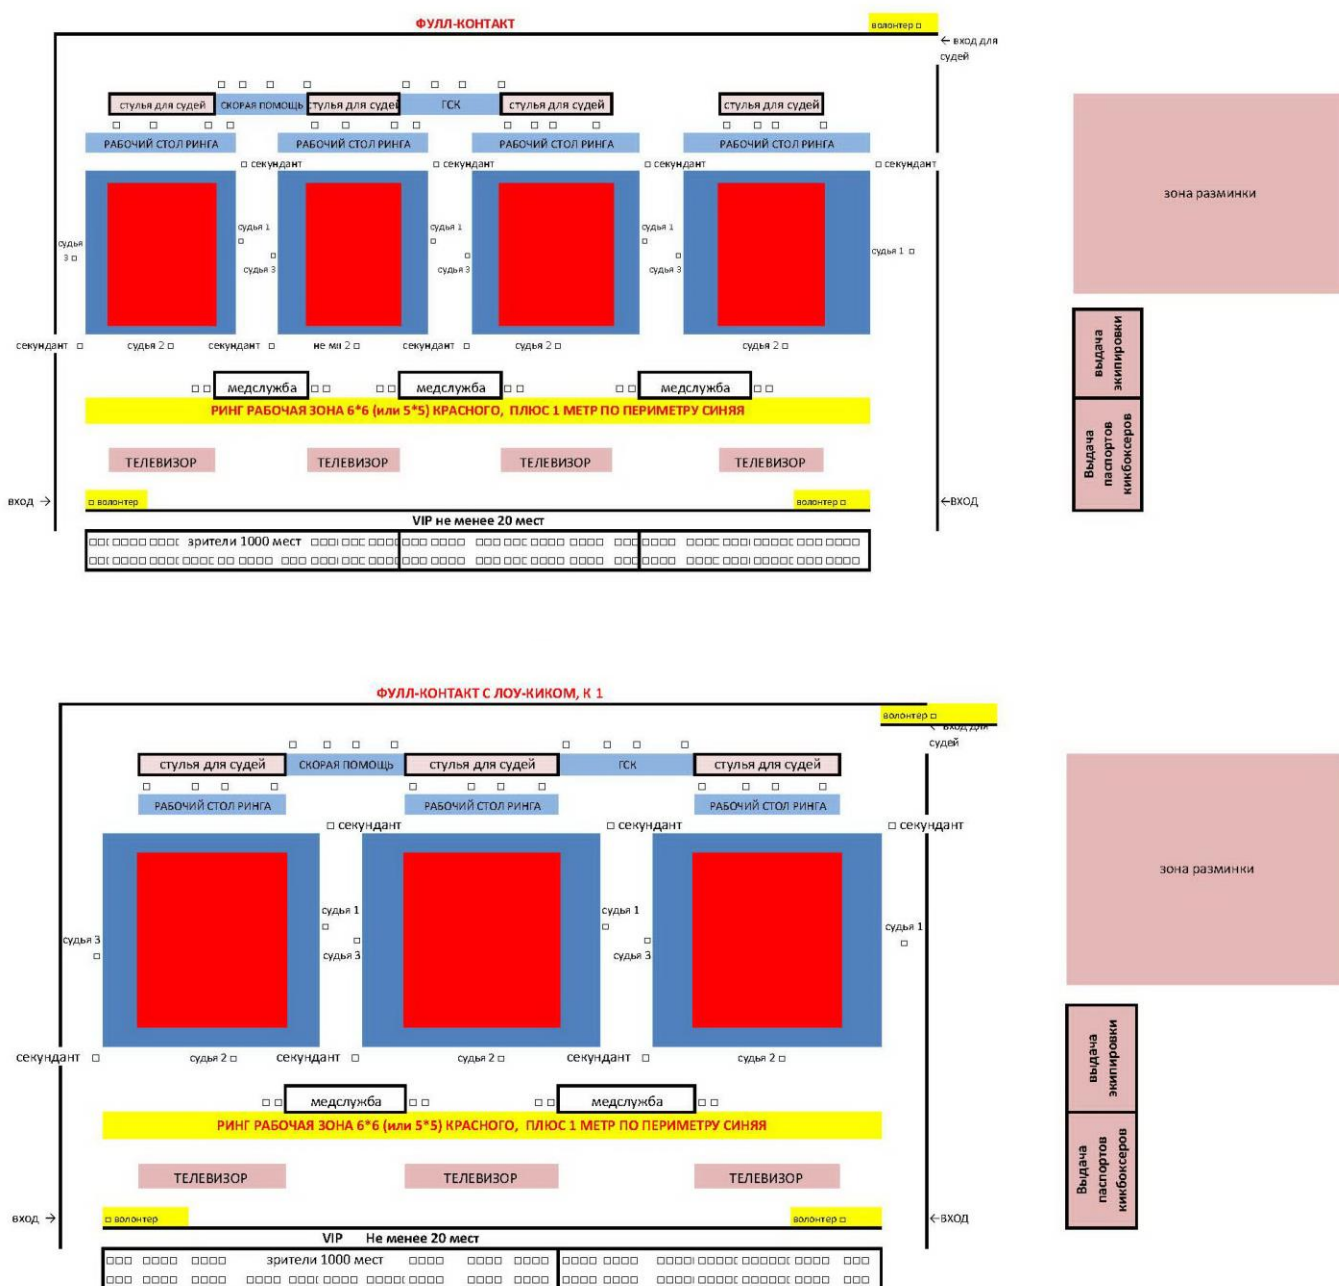 ФУЛЛ-КОНТАКТ
волонтер
← вход для
судей
стулья для судей СКОРАЯ ПОМОЩЬ стулья для судей ГСК стулья для судей стулья для судей
РАБОЧИЙ СТОЛ РИНГА РАБОЧИЙ СТОЛ РИНГА РАБОЧИЙ СТОЛ РИНГА РАБОЧИЙ СТОЛ РИНГА
секундант секундант секундант секундант
зона разминки
судья 1 судья 1 судья 1
судья
3
судья 1
судья 3 судья 3 судья 3
секундант судья 2 секундант не мя 2 секундант судья 2 судья 2
выдача
экипировки
медслужба медслужба медслужба
РИНГ РАБОЧАЯ ЗОНА 6*6 (или 5*5) КРАСНОГО, ПЛЮС 1 МЕТР ПО ПЕРИМЕТРУ СИНЯЯ
Выдача
паспортов
кикбоксеров
ТЕЛЕВИЗОР ТЕЛЕВИЗОР ТЕЛЕВИЗОР ТЕЛЕВИЗОР
вход → волонтер волонтер ←ВХОД
VIP не менее 20 мест
зрители 1000 мест
ФУЛЛ-КОНТАКТ С ЛОУ-КИКОМ, К 1
волонтер
← вход для
судей
стулья для судей СКОРАЯ ПОМОЩЬ стулья для судей ГСК стулья для судей
РАБОЧИЙ СТОЛ РИНГА РАБОЧИЙ СТОЛ РИНГА РАБОЧИЙ СТОЛ РИНГА
секундант секундант секундант
зона разминки
судья 1 судья 1 судья 1
судья 3 судья 3 судья 3
секундант судья 2 секундант судья 2 секундант судья 2
выдача
экипировки
медслужба медслужба
РИНГ РАБОЧАЯ ЗОНА 6*6 (или 5*5) КРАСНОГО, ПЛЮС 1 МЕТР ПО ПЕРИМЕТРУ СИНЯЯ
Выдача
паспортов
кикбоксеров
ТЕЛЕВИЗОР ТЕЛЕВИЗОР ТЕЛЕВИЗОР
вход → волонтер волонтер ←ВХОД
VIP Не менее 20 мест
зрители 1000 мест